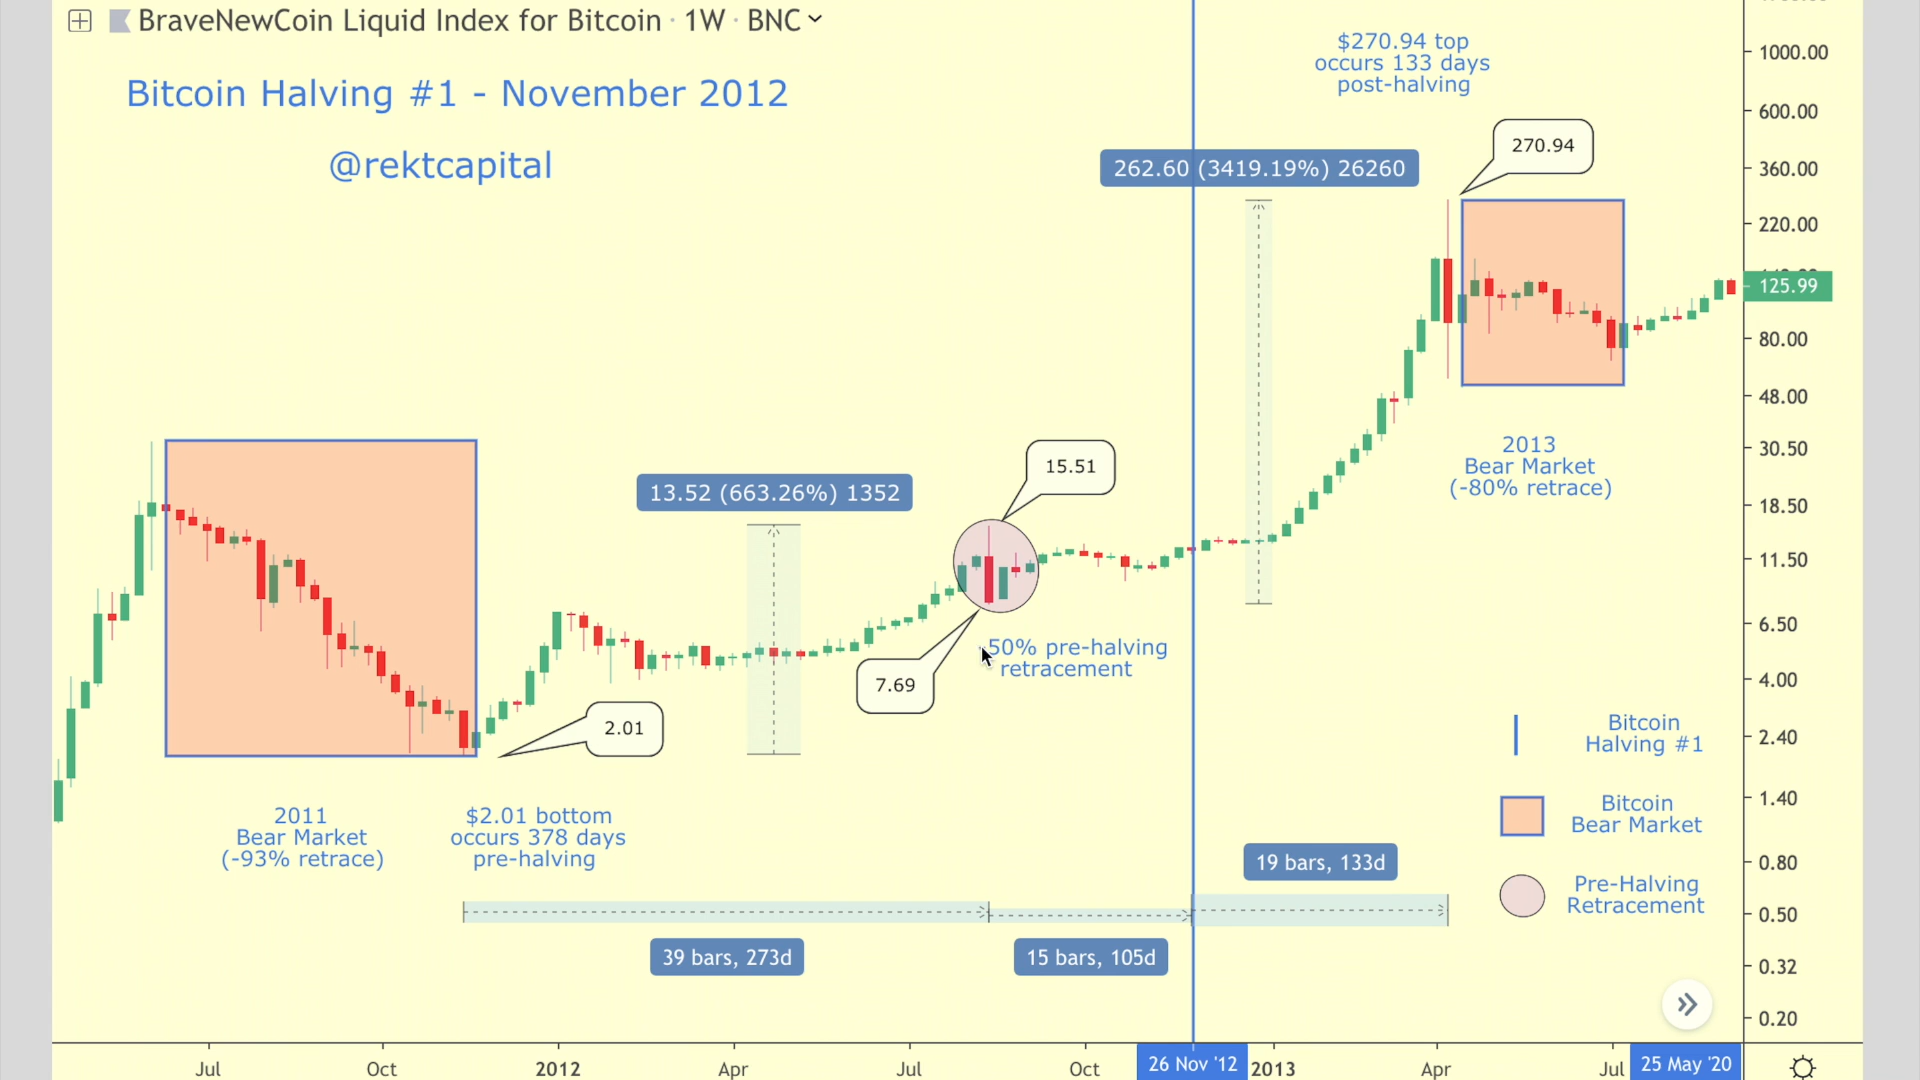 BraveNewCoin Liquid Index for Bitcoin · 1W · BNC
Bitcoin Halving #1 - November 2012
@rektcapital
$270.94 top
occurs 133 days
post-halving
270.94
262.60 (3419.19%) 26260
13.52 (663.26%) 1352
15.51
7.69
50% pre-halving
retracement
2.01
2013
Bear Market
(-80% retrace)
2011
Bear Market
(-93% retrace)
$2.01 bottom
occurs 378 days
pre-halving
39 bars, 273d
15 bars, 105d
19 bars, 133d
Bitcoin
Halving #1
Bitcoin
Bear Market
Pre-Halving
Retracement
1000.00
600.00
360.00
220.00
125.99
80.00
48.00
30.50
18.50
11.50
6.50
4.00
2.40
1.40
0.80
0.50
0.32
0.20
Jul
Oct
2012
Apr
Jul
Oct
26 Nov '12
2013
Apr
Jul
25 May '20